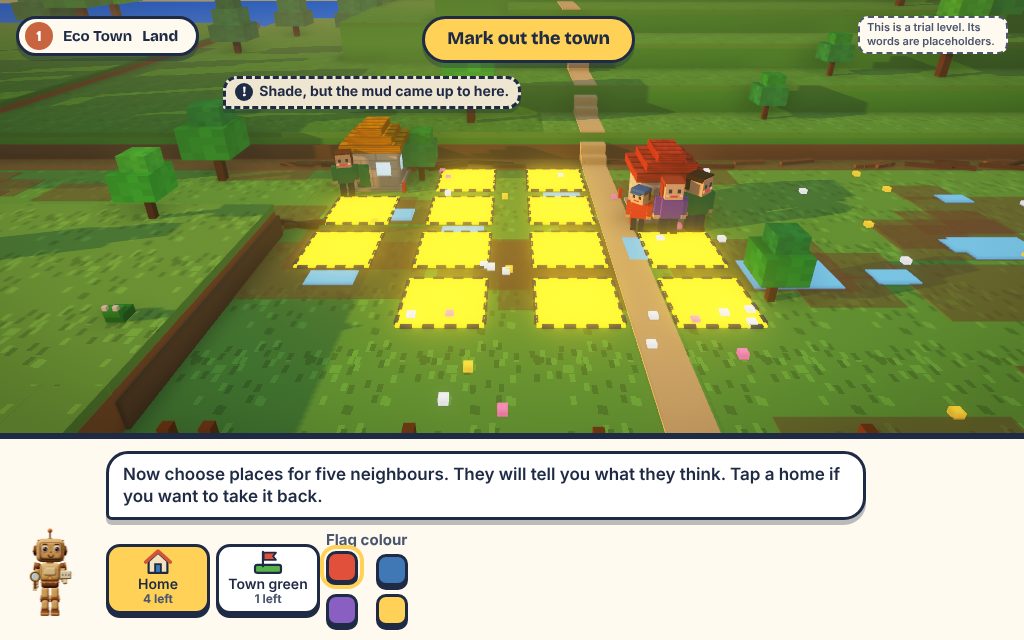 1 Eco Town Land
Mark out the town
This is a trial level. Its
words are placeholders.
! Shade, but the mud came up to here.
Now choose places for five neighbours. They will tell you what they think. Tap a home if
you want to take it back.
Flag colour
Home
4 left
Town green
1 left